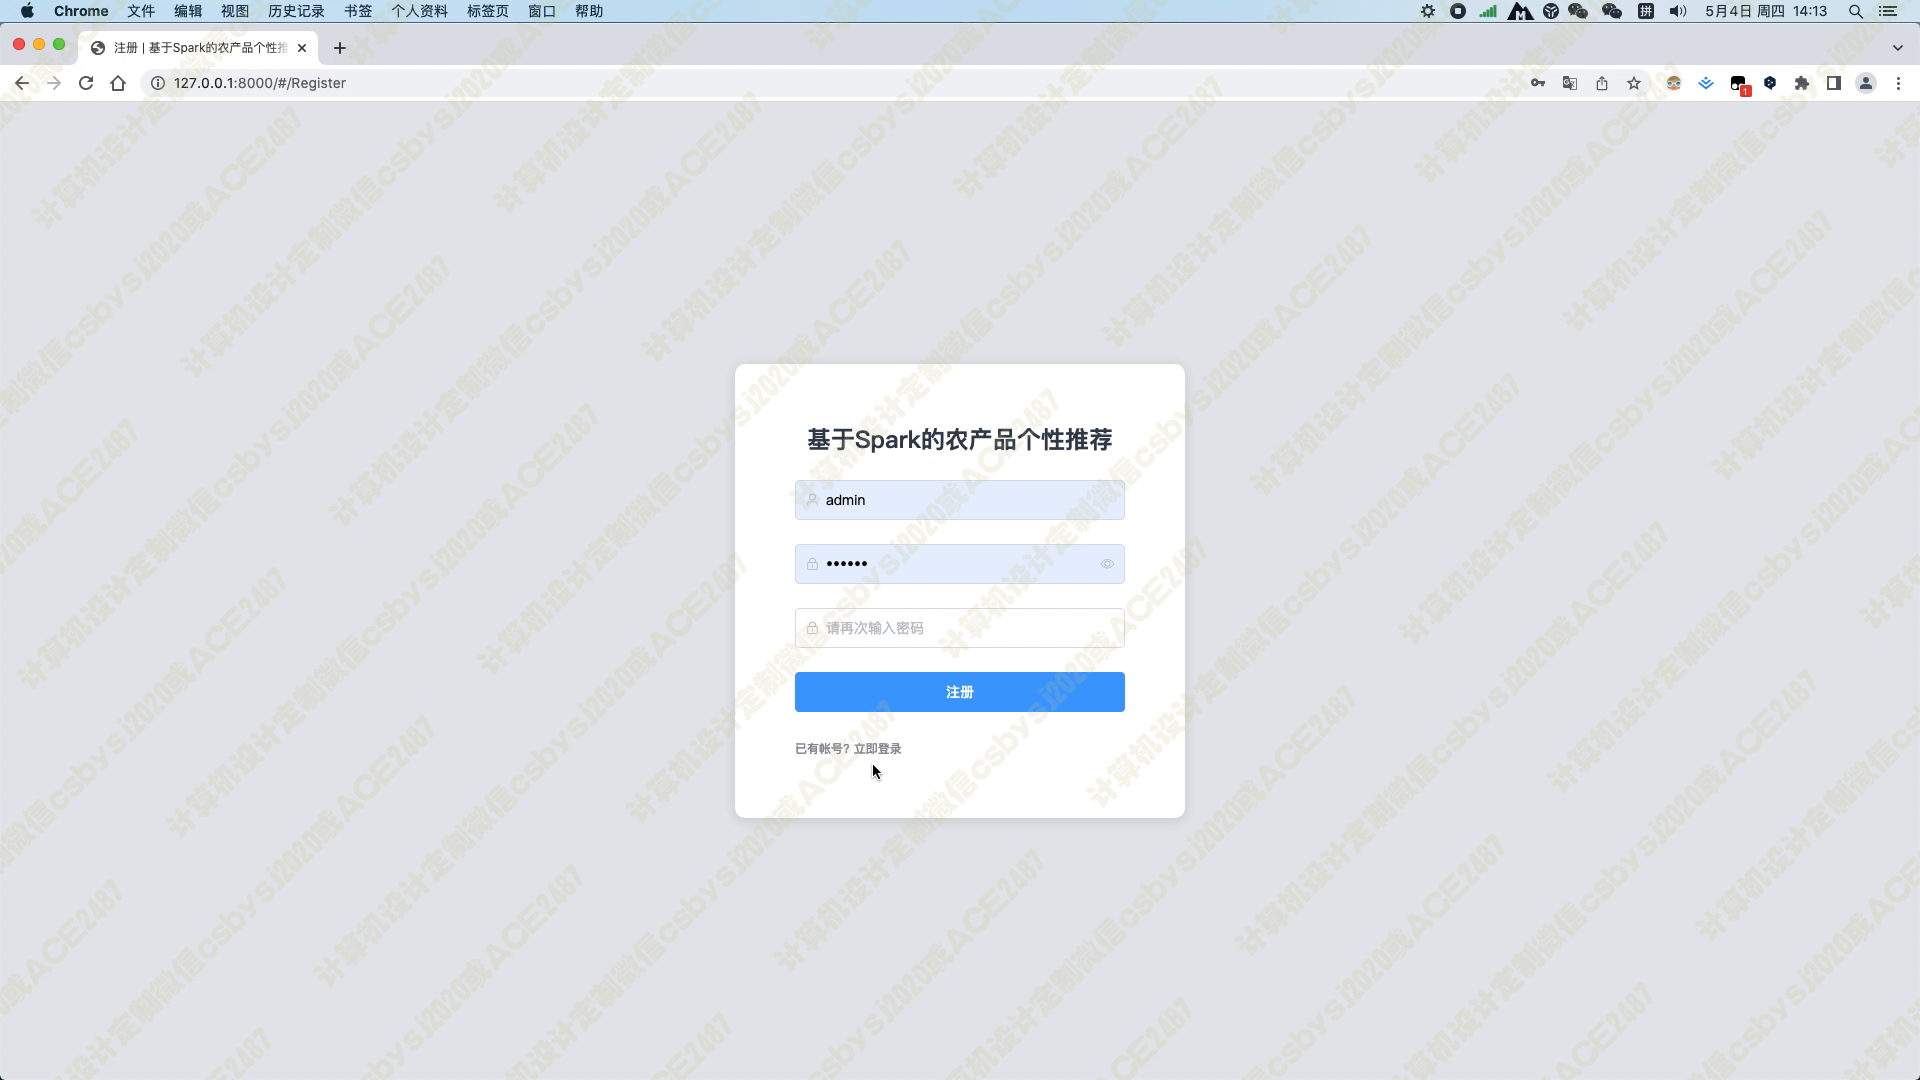 Chrome 文件 编辑 视图 历史记录 书签 个人资料 标签页 窗口 帮助 拼 5月4日 周四 14:13
注册 | 基于Spark的农产品个性推
127.0.0.1:8000/#/Register 1
基于Spark的农产品个性推荐
admin
••••••
请再次输入密码
注册
已有帐号? 立即登录
计算机设计定制微信csbysj2020或ACE2487